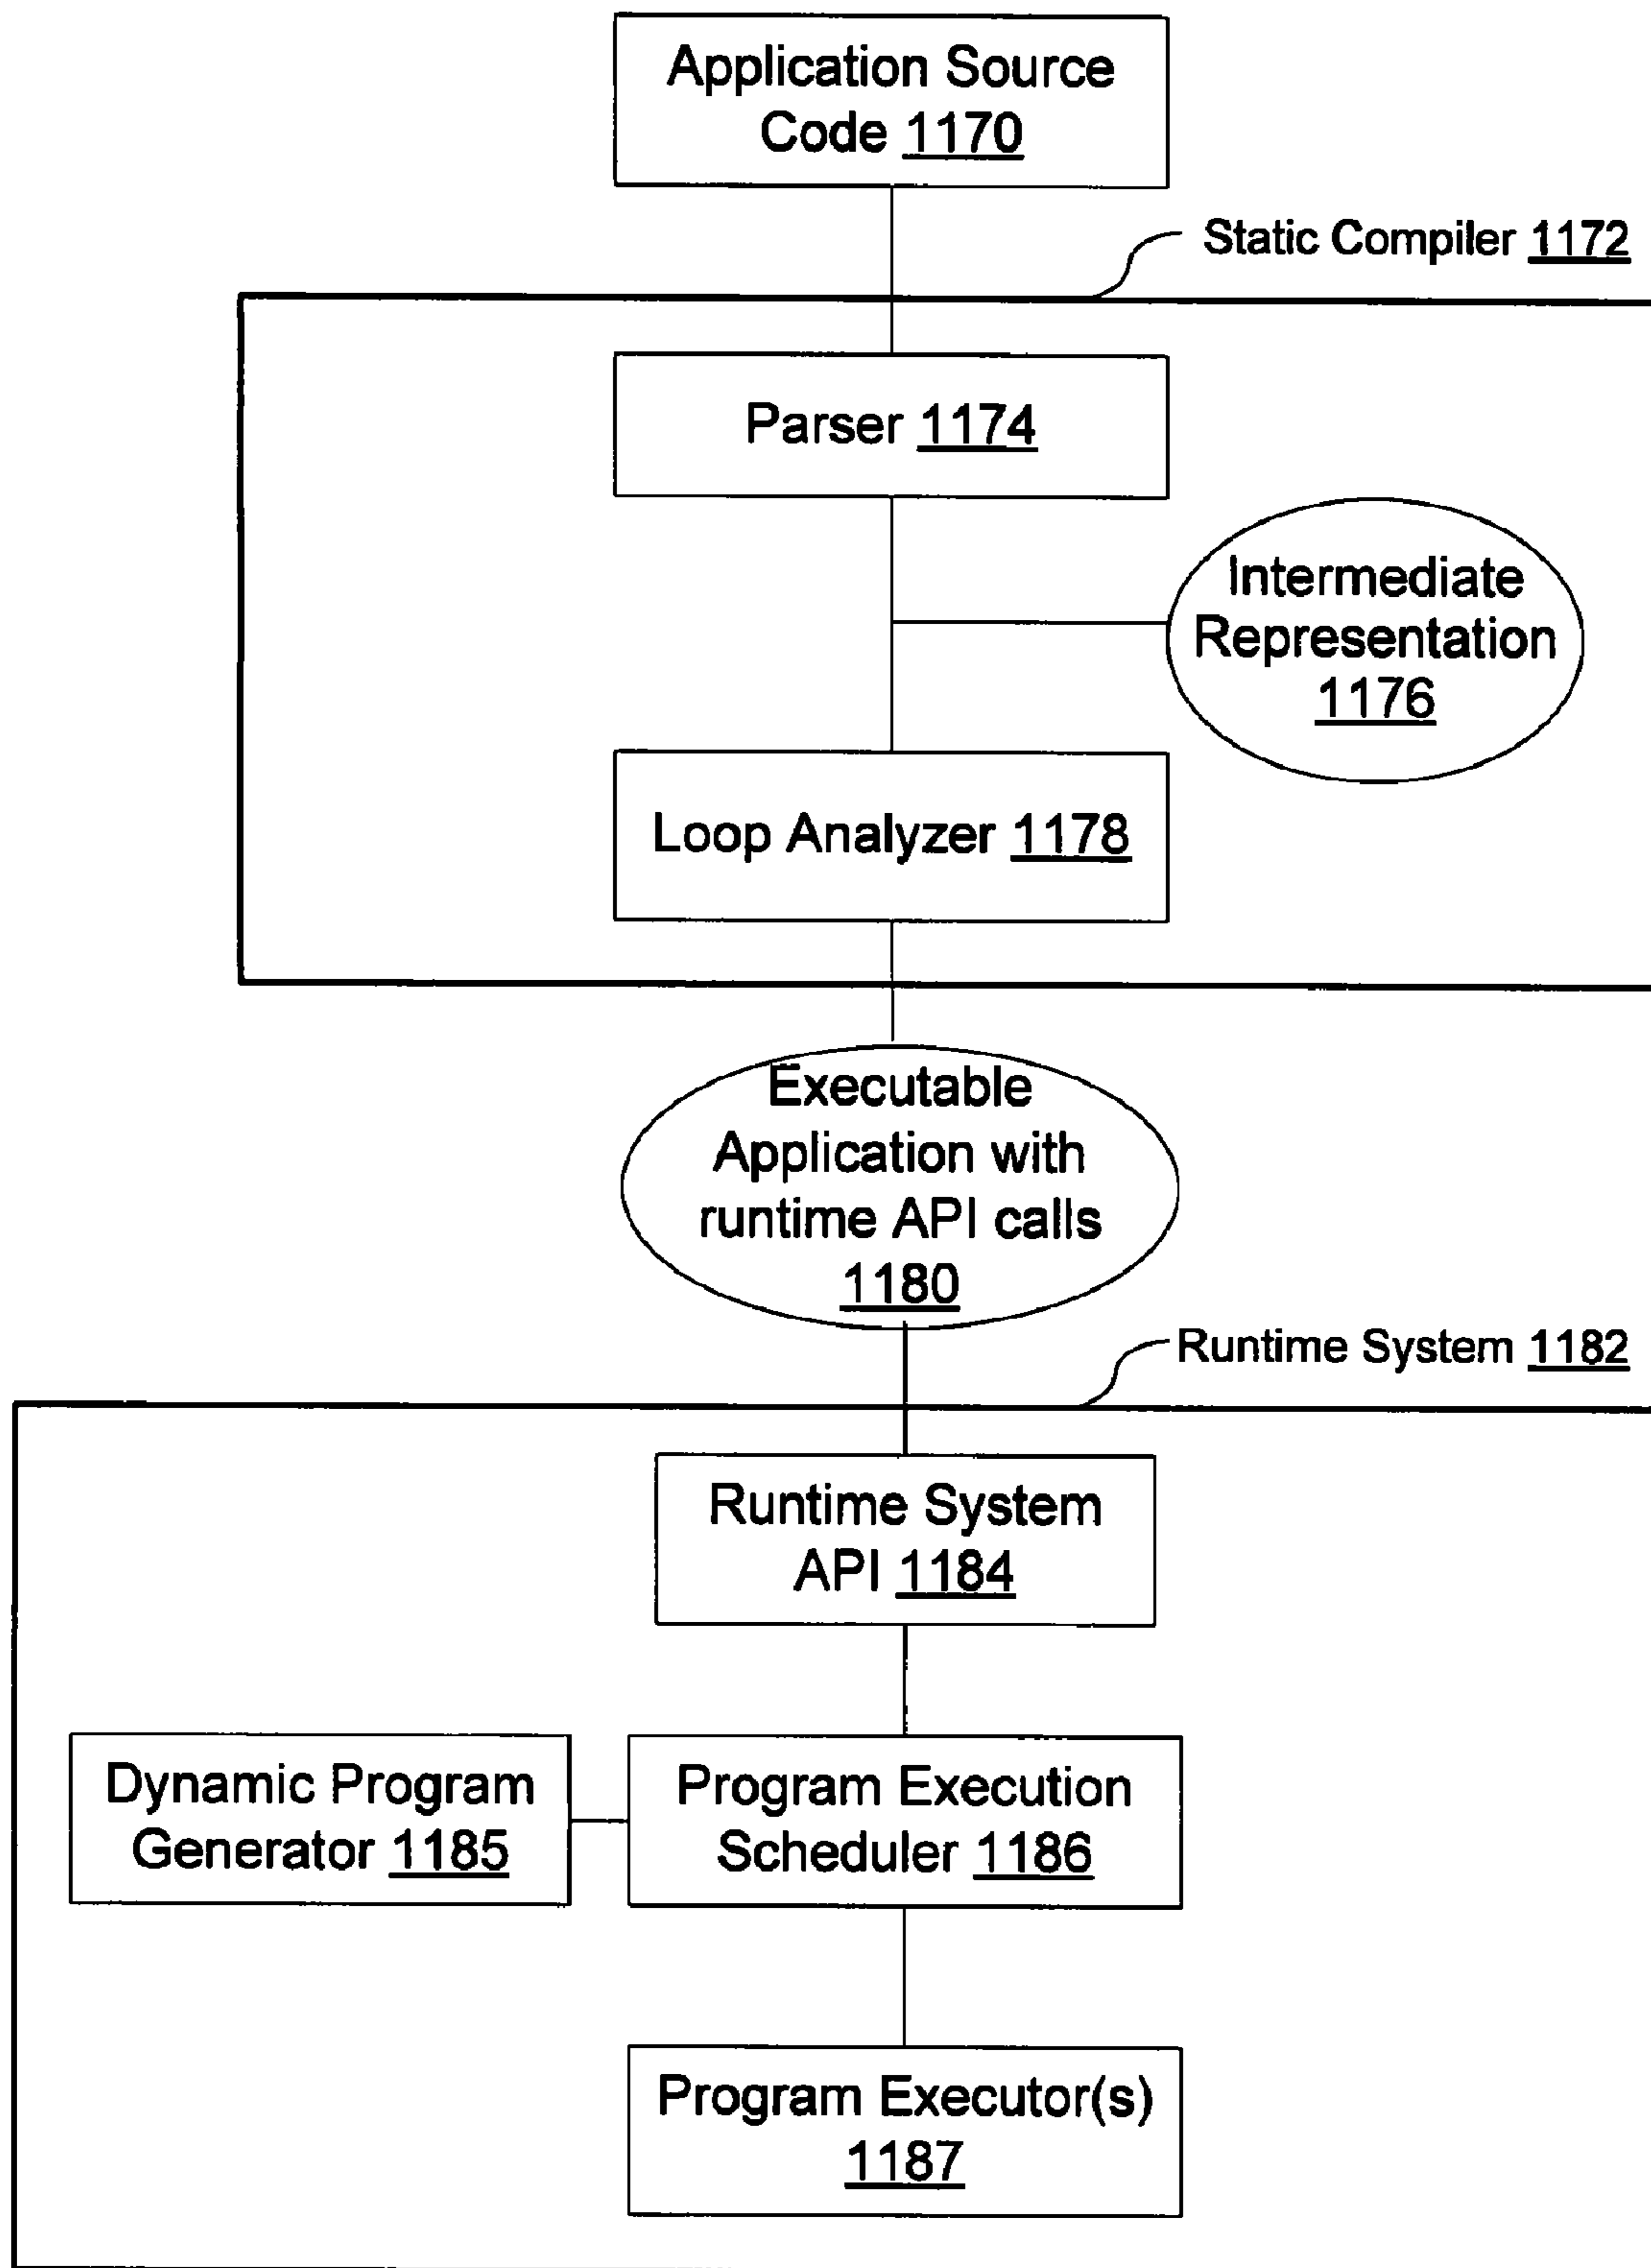 Application Source
Code 1170
Static Compiler 1172
Parser 1174
Intermediate
Representation
1176
Loop Analyzer 1178
Executable
Application with
runtime API calls
1180
Runtime System 1182
Runtime System
API 1184
Dynamic Program
Generator 1185
Program Execution
Scheduler 1186
Program Executor(s)
1187